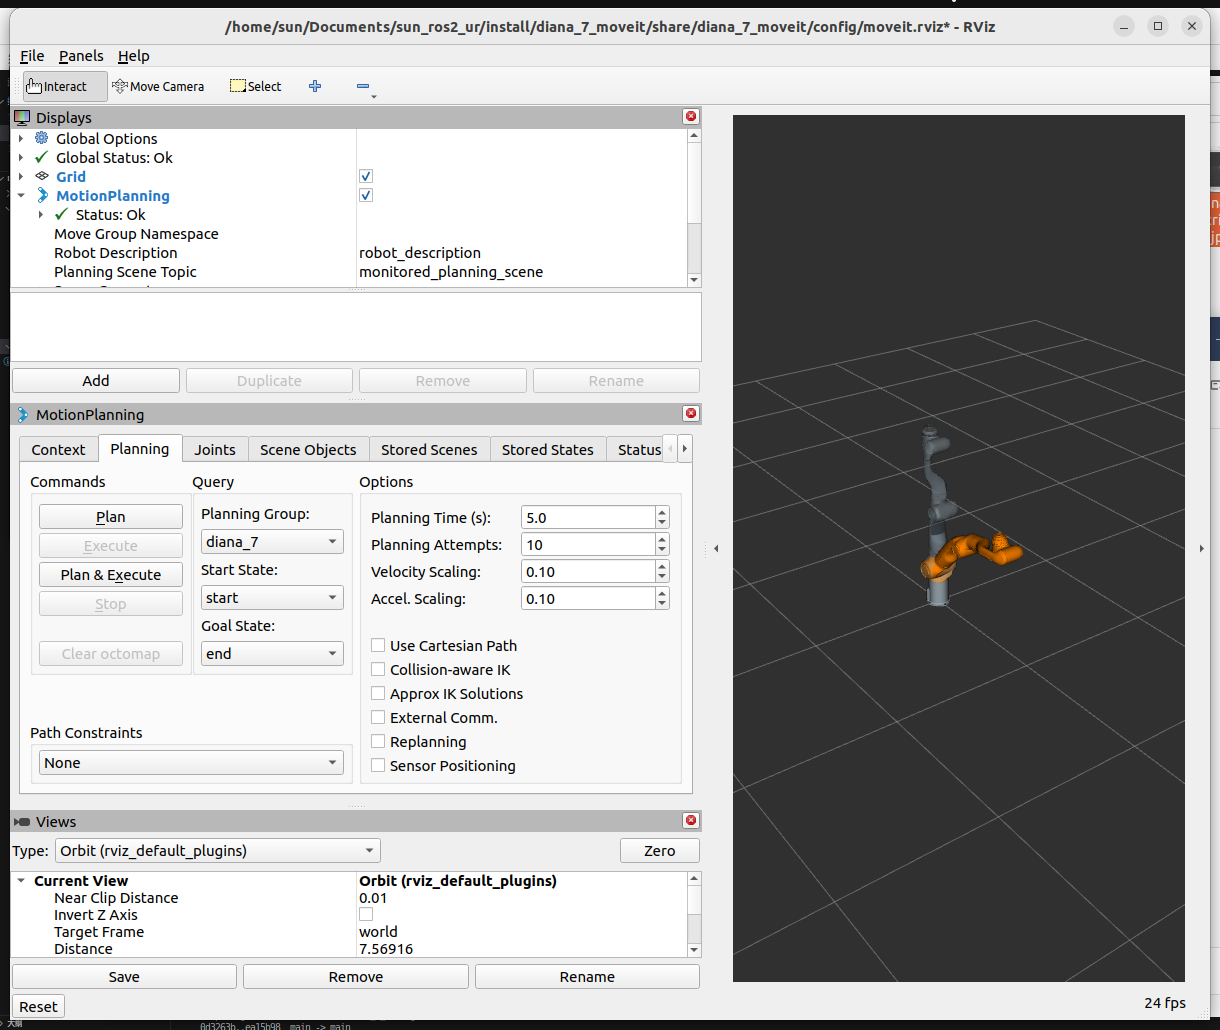 /home/sun/Documents/sun_ros2_ur/install/diana_7_moveit/share/diana_7_moveit/config/moveit.rviz* - RViz
File Panels Help
Interact Move Camera Select
Displays
Global Options
Global Status: Ok
Grid
MotionPlanning
Status: Ok
Move Group Namespace
Robot Description robot_description
Planning Scene Topic monitored_planning_scene
Add Duplicate Remove Rename
MotionPlanning
Context Planning Joints Scene Objects Stored Scenes Stored States Status
Commands Query Options
Plan
Execute
Plan & Execute
Stop
Clear octomap
Planning Group:
diana_7
Start State:
start
Goal State:
end
Planning Time (s): 5.0
Planning Attempts: 10
Velocity Scaling: 0.10
Accel. Scaling: 0.10
Use Cartesian Path
Collision-aware IK
Approx IK Solutions
External Comm.
Replanning
Sensor Positioning
Path Constraints
None
Views
Type: Orbit (rviz_default_plugins) Zero
Current View Orbit (rviz_default_plugins)
Near Clip Distance 0.01
Invert Z Axis
Target Frame world
Distance 7.56916
Save Remove Rename
Reset
24 fps
0d3263b..ea15b98 main -> main